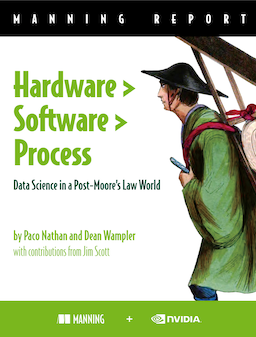 MANNING REPORT
Hardware >
Software >
Process
Data Science in a Post-Moore's Law World
by Paco Nathan and Dean Wampler
with contributions from Jim Scott
MANNING + NVIDIA